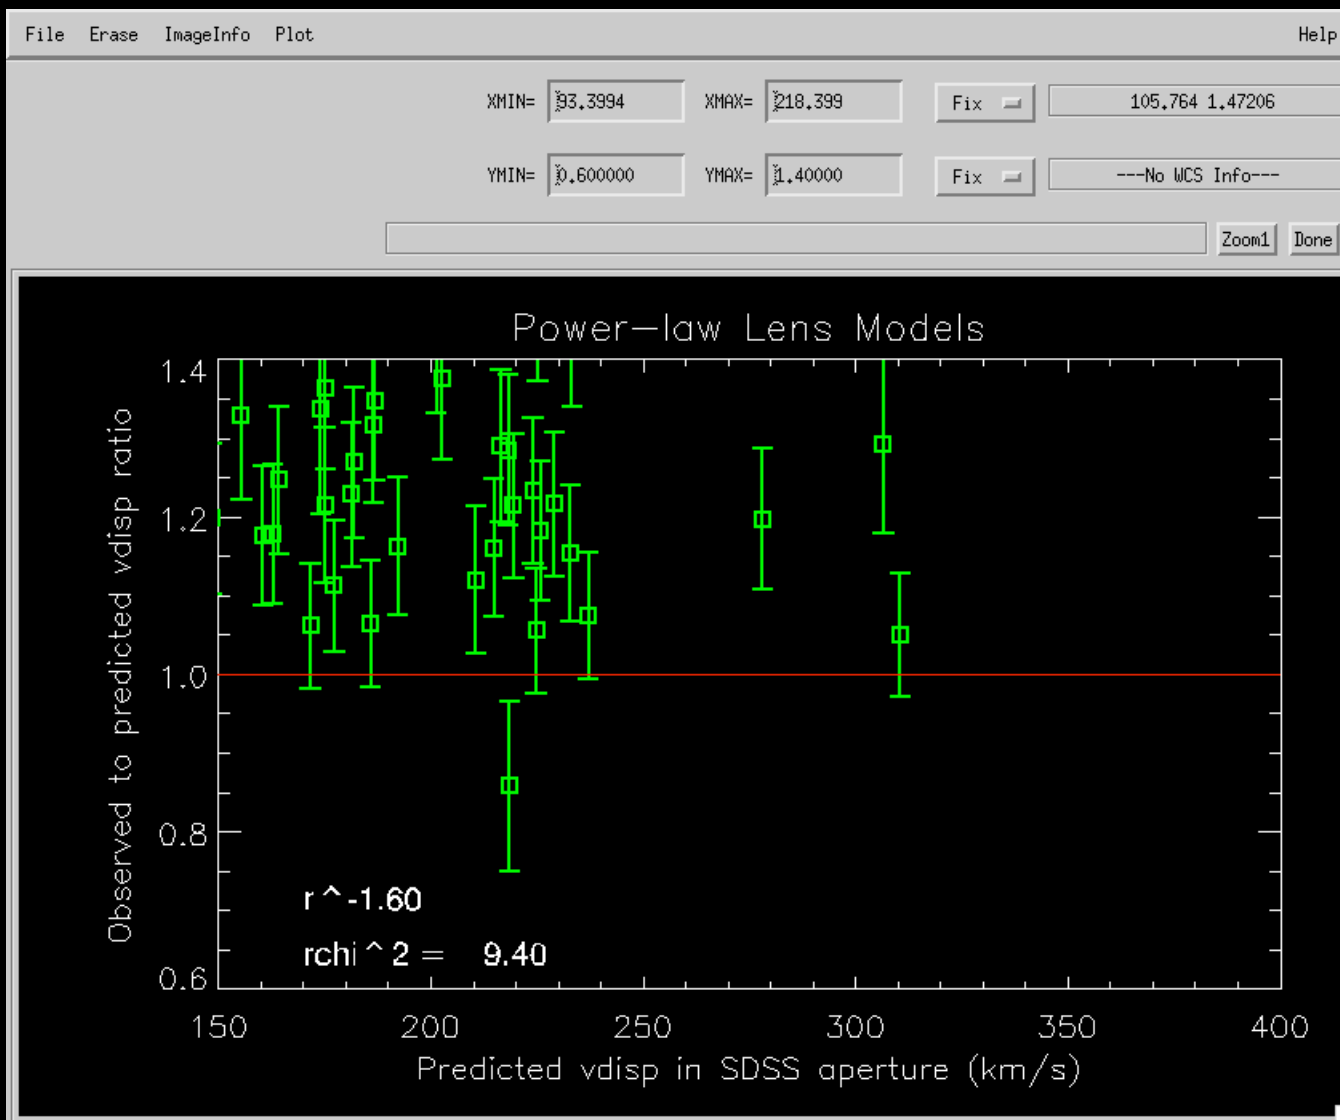 File Erase ImageInfo Plot Help
XMIN= 93.3994 XMAX= 218.399 Fix 105.764 1.47206
YMIN= 0.600000 YMAX= 1.40000 Fix ---No WCS Info---
Zoom1 Done
Power-law Lens Models
Observed to predicted vdisp ratio
1.4
1.2
1.0
0.8
0.6
r^-1.60
rchi^2 = 9.40
150 200 250 300 350 400
Predicted vdisp in SDSS aperture (km/s)